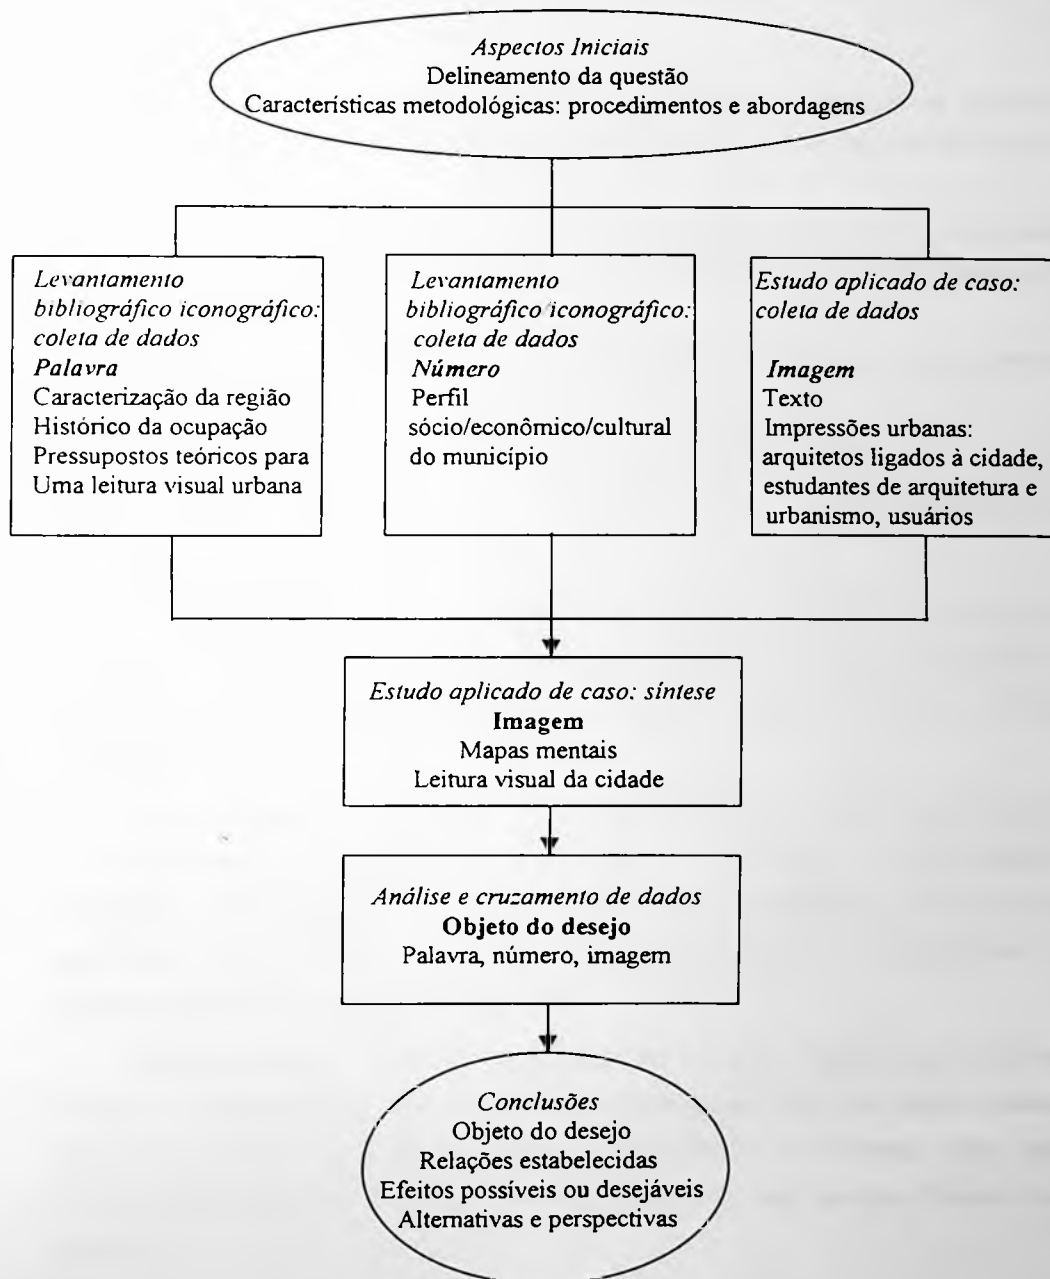 Aspectos Iniciais
Delineamento da questão
Características metodológicas: procedimentos e abordagens
Levantamento
bibliográfico iconográfico:
coleta de dados
Palavra
Caracterização da região
Histórico da ocupação
Pressupostos teóricos para
Uma leitura visual urbana
Levantamento
bibliográfico iconográfico:
coleta de dados
Número
Perfil
sócio/econômico/cultural
do município
Estudo aplicado de caso:
coleta de dados
Imagem
Texto
Impressões urbanas:
arquitetos ligados à cidade,
estudantes de arquitetura e
urbanismo, usuários
Estudo aplicado de caso: síntese
Imagem
Mapas mentais
Leitura visual da cidade
Análise e cruzamento de dados
Objeto do desejo
Palavra, número, imagem
Conclusões
Objeto do desejo
Relações estabelecidas
Efeitos possíveis ou desejáveis
Alternativas e perspectivas